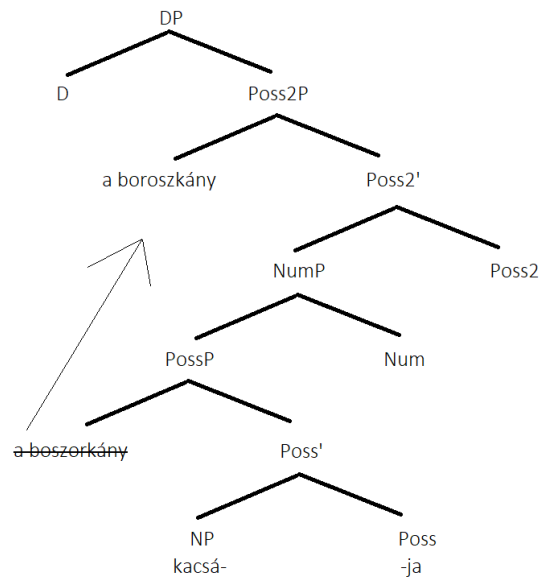 DP
D Poss2P
a boroszkány Poss2'
NumP Poss2
PossP Num
a boszorkány Poss'
NP Poss
kacsá- -ja